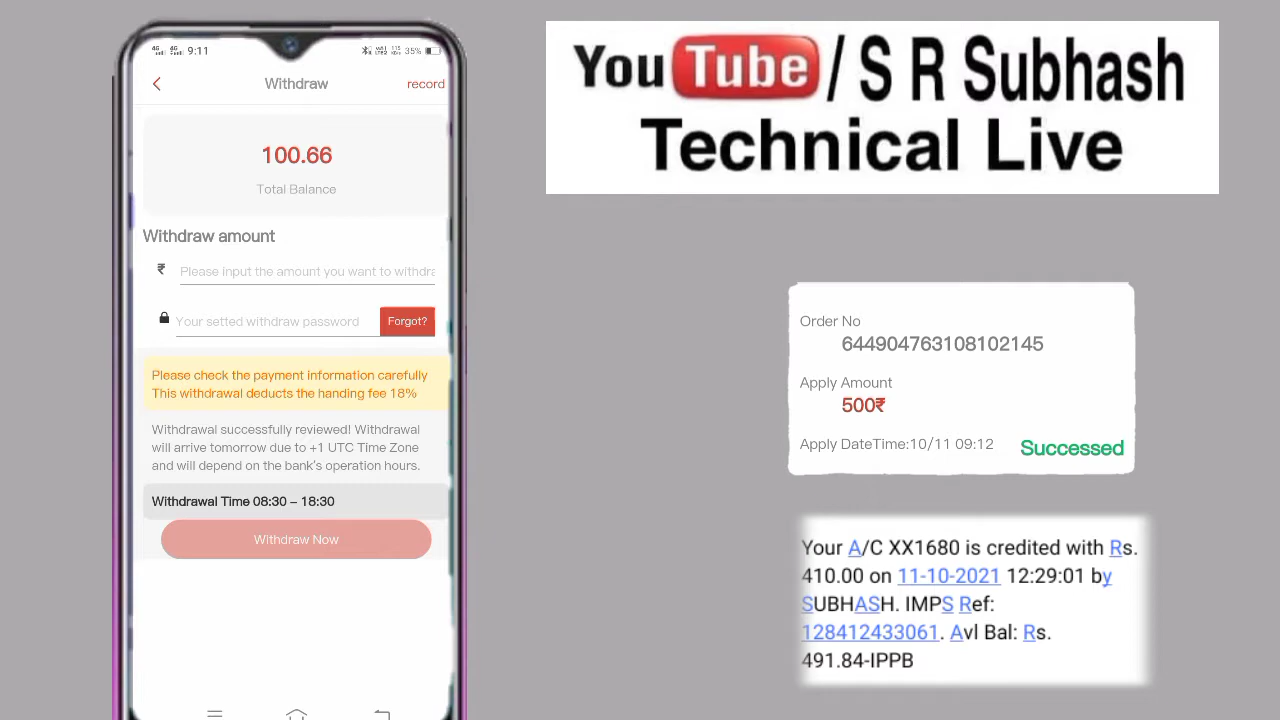 YouTube / S R Subhash
Technical Live
9:11
35%
Withdraw
record
100.66
Total Balance
Withdraw amount
₹ Please input the amount you want to withdra
Your setted withdraw password
Forgot?
Please check the payment information carefully
This withdrawal deducts the handing fee 18%
Withdrawal successfully reviewed! Withdrawal
will arrive tomorrow due to +1 UTC Time Zone
and will depend on the bank's operation hours.
Withdrawal Time 08:30 – 18:30
Withdraw Now
Order No
644904763108102145
Apply Amount
500₹
Apply DateTime:10/11 09:12
Successed
Your A/C XX1680 is credited with Rs.
410.00 on 11-10-2021 12:29:01 by
SUBHASH. IMPS Ref:
128412433061. Avl Bal: Rs.
491.84-IPPB